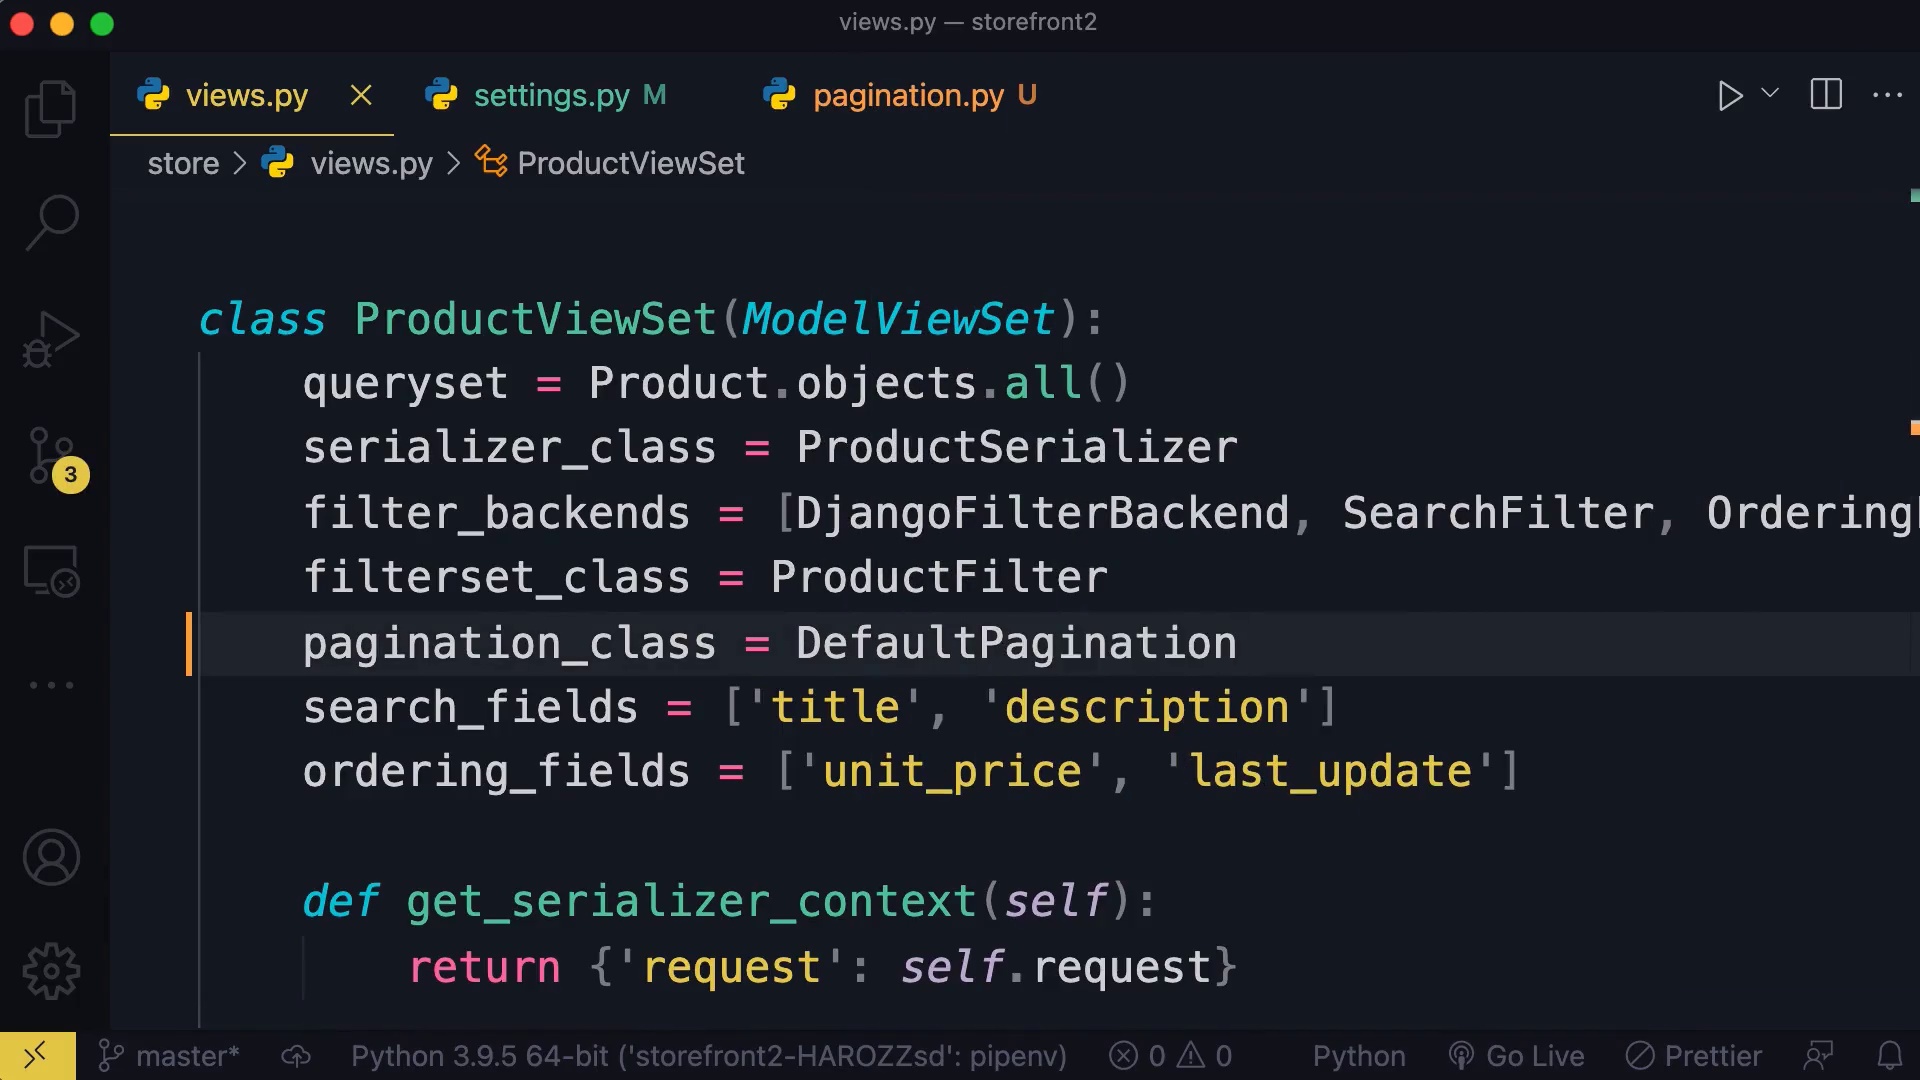 views.py — storefront2
views.py settings.py M pagination.py U
store > views.py > ProductViewSet
class ProductViewSet(ModelViewSet):
queryset = Product.objects.all()
serializer_class = ProductSerializer
filter_backends = [DjangoFilterBackend, SearchFilter, Ordering
filterset_class = ProductFilter
pagination_class = DefaultPagination
search_fields = ['title', 'description']
ordering_fields = ['unit_price', 'last_update']
def get_serializer_context(self):
return {'request': self.request}
3
master* Python 3.9.5 64-bit ('storefront2-HAROZZsd': pipenv) 0 0 Python Go Live Prettier